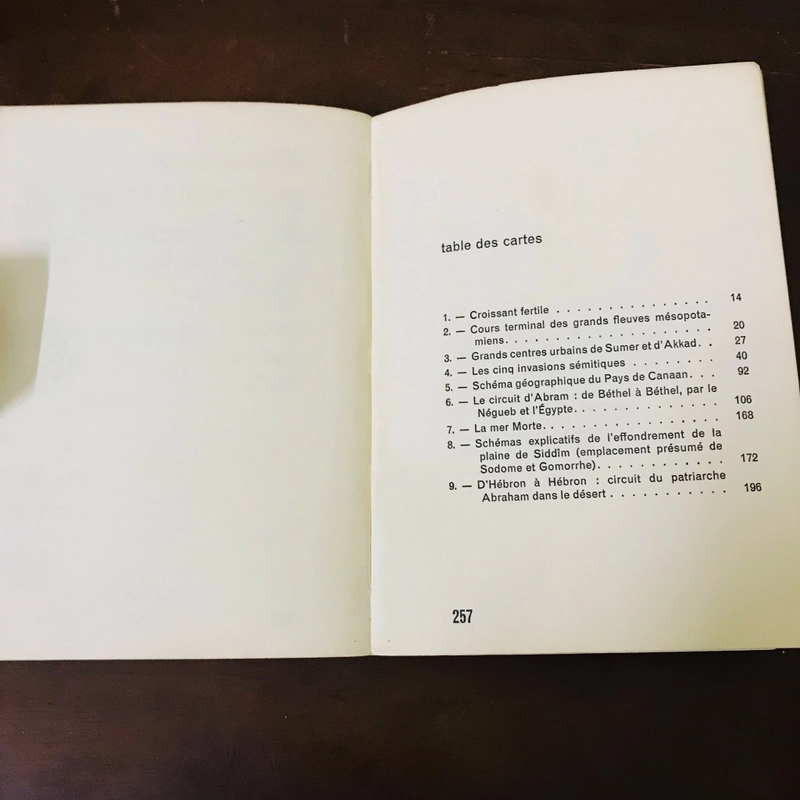 table des cartes
1. — Croissant fertile . . . . . . . . . . . . . . . 14
2. — Cours terminal des grands fleuves mésopota-
miens. . . . . . . . . . . . . . . . . . 20
3. — Grands centres urbains de Sumer et d'Akkad. . 27
4. — Les cinq invasions sémitiques . . . . . . . . 40
5. — Schéma géographique du Pays de Canaan. . . 92
6. — Le circuit d'Abram : de Béthel à Béthel, par le
Négueb et l'Égypte. . . . . . . . . . . . 106
7. — La mer Morte. . . . . . . . . . . . . . . 168
8. — Schémas explicatifs de l'effondrement de la
plaine de Siddîm (emplacement présumé de
Sodome et Gomorrhe). . . . . . . . . . . 172
9. — D'Hébron à Hébron : circuit du patriarche
Abraham dans le désert . . . . . . . . . . 196
257